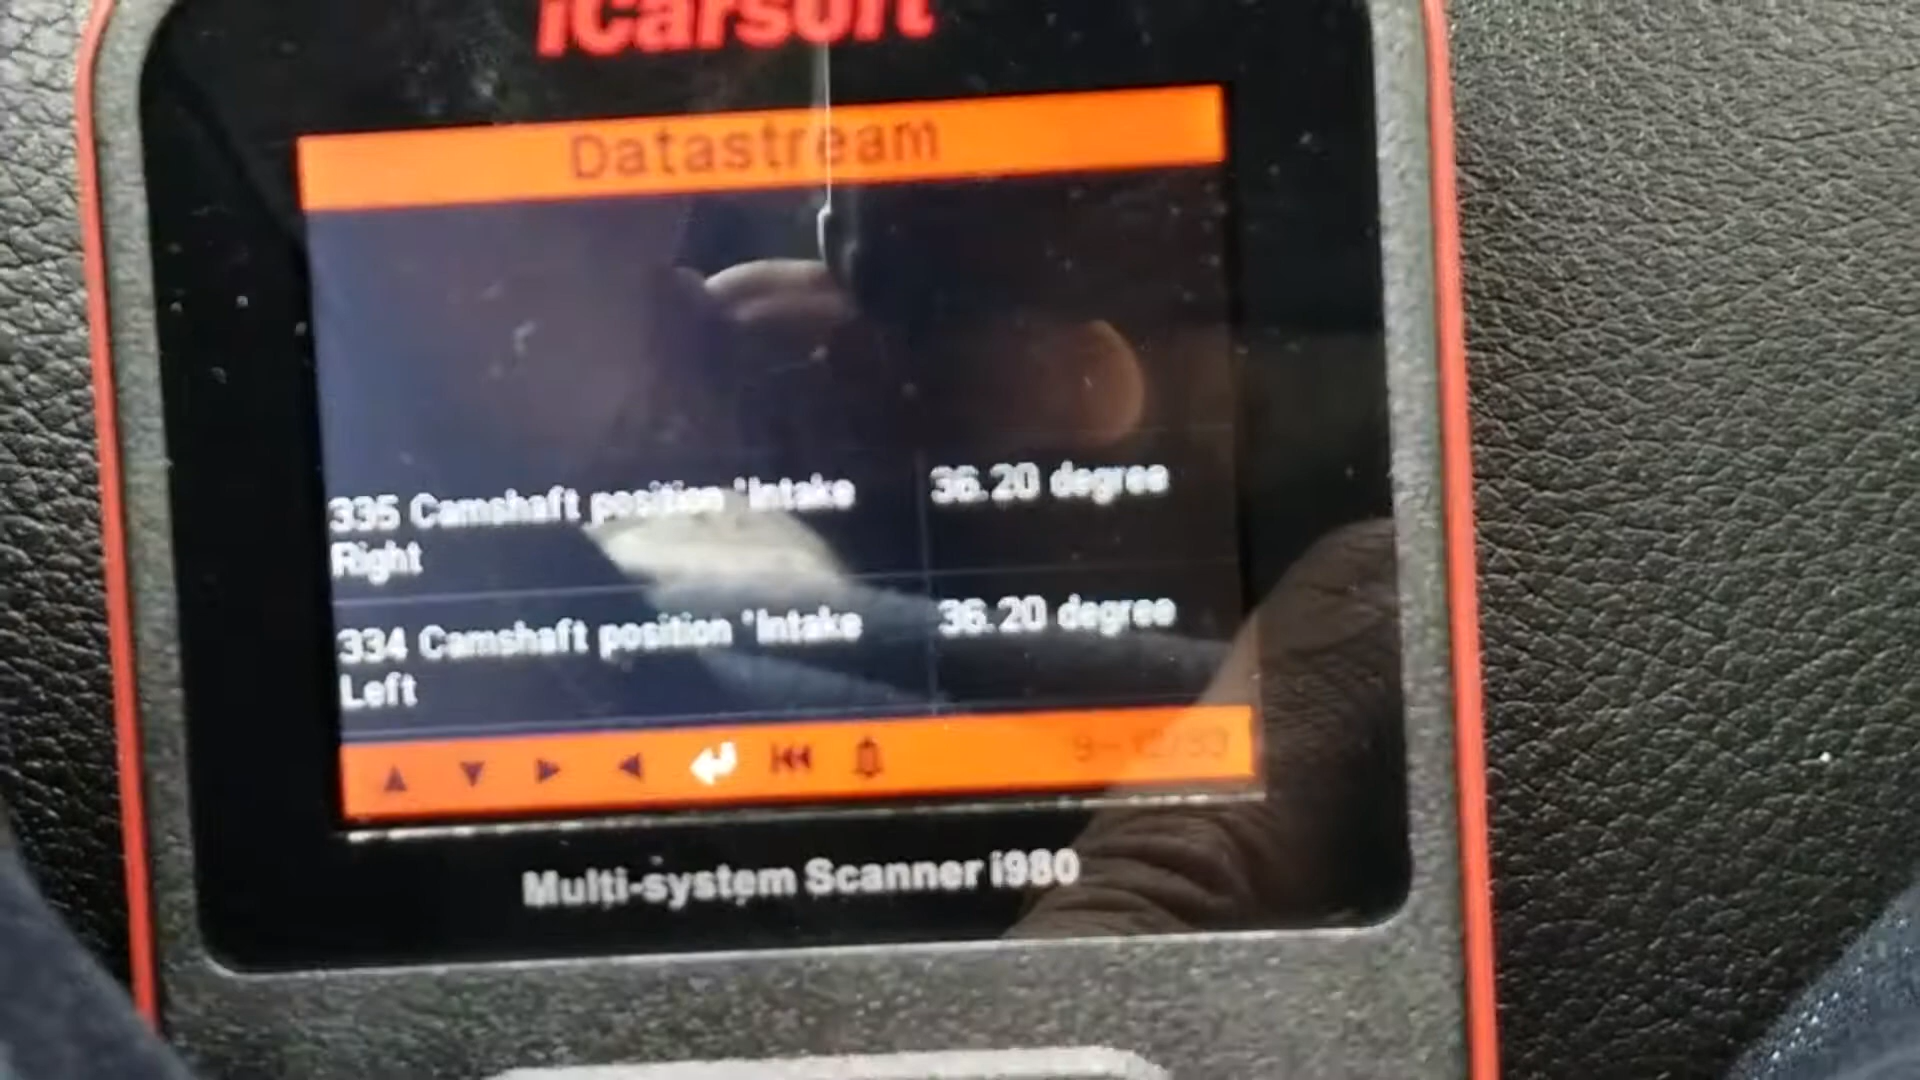 iCarsoft
Datastream
335 Camshaft position 'Intake 36.20 degree
Right
334 Camshaft position 'Intake 36.20 degree
Left
Multi-system Scanner i980